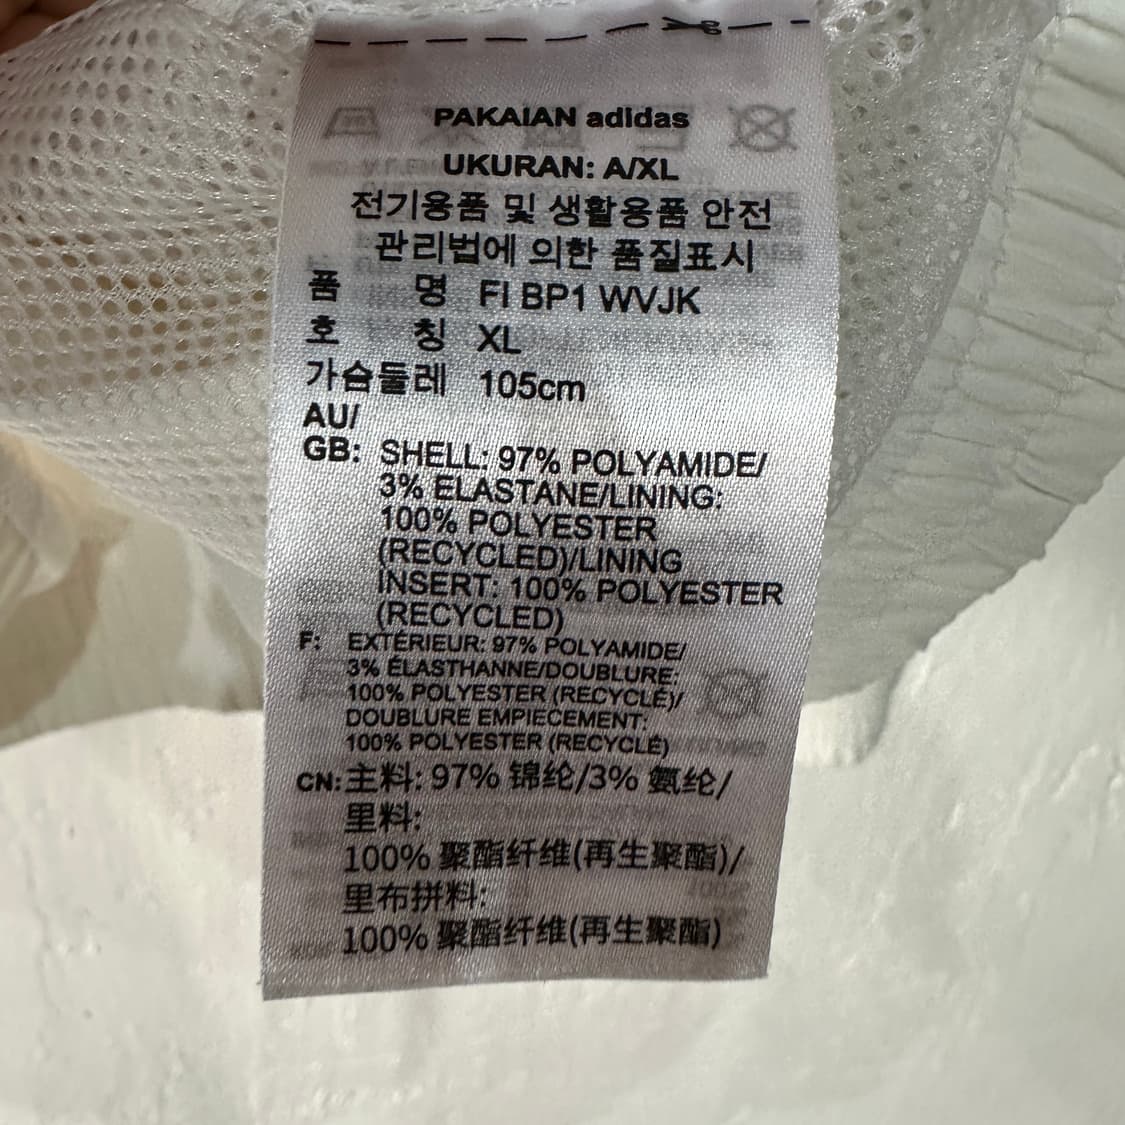 PAKAIAN adidas
UKURAN: A/XL
전기용품 및 생활용품 안전
관리법에 의한 품질표시
품 명 FI BP1 WVJK
호 칭 XL
가슴둘레 105cm
AU/
GB: SHELL: 97% POLYAMIDE/
3% ELASTANE/LINING:
100% POLYESTER
(RECYCLED)/LINING
INSERT: 100% POLYESTER
(RECYCLED)
F: EXTÉRIEUR: 97% POLYAMIDE/
3% ÉLASTHANNE/DOUBLURE:
100% POLYESTER (RECYCLÉ)/
DOUBLURE EMPIECEMENT:
100% POLYESTER (RECYCLÉ)
CN: 主料: 97% 锦纶/3% 氨纶/
里料:
100% 聚酯纤维(再生聚酯)/
里布拼料:
100% 聚酯纤维(再生聚酯)